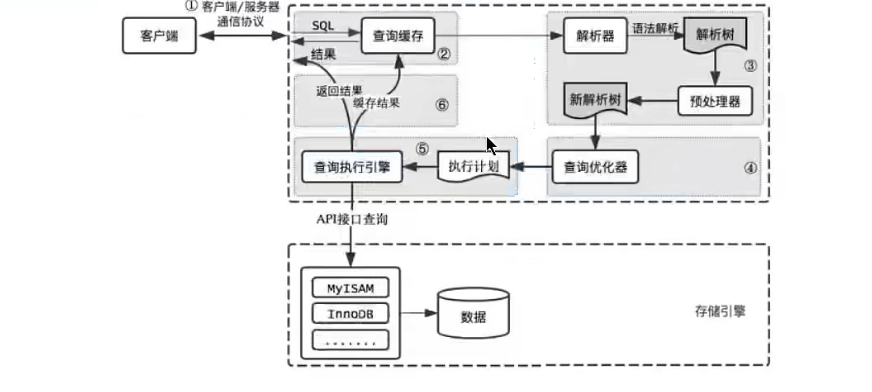 ① 客户端/服务器
通信协议
客户端
SQL
结果
查询缓存
②
解析器
语法解析
解析树
③
新解析树
预处理器
返回结果
缓存结果
⑥
查询执行引擎
⑤
执行计划
查询优化器
④
API接口查询
MyISAM
InnoDB
.......
数据
存储引擎